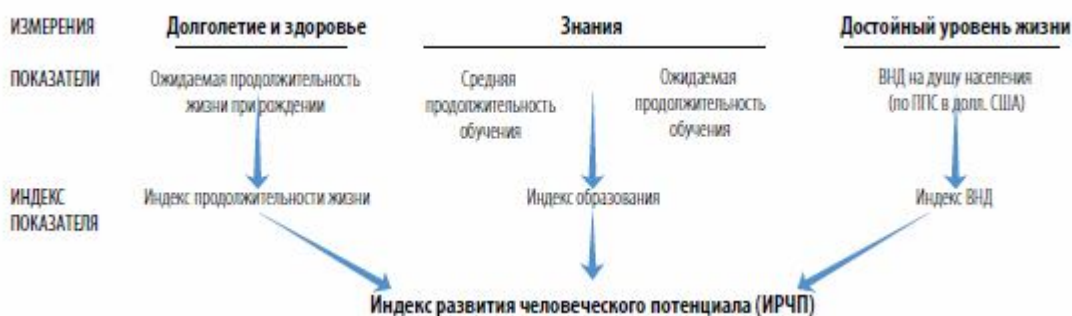 ИЗМЕРЕНИЯ
Долголетие и здоровье
Знания
Достойный уровень жизни
ПОКАЗАТЕЛИ
Ожидаемая продолжительность
жизни при рождении
Средняя
продолжительность
обучения
Ожидаемая
продолжительность
обучения
ВНД на душу населения
(по ППС в долл. США)
ИНДЕКС
ПОКАЗАТЕЛЯ
Индекс продолжительности жизни
Индекс образования
Индекс ВНД
Индекс развития человеческого потенциала (ИРЧП)